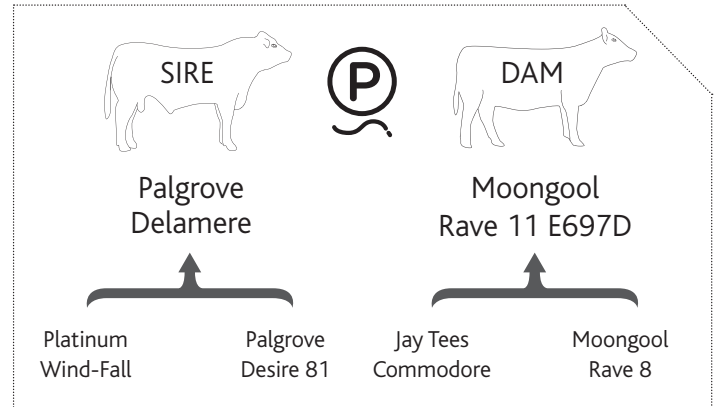 SIRE
P
DAM
Palgrove
Delamere
Moongool
Rave 11 E697D
Platinum
Wind-Fall
Palgrove
Desire 81
Jay Tees
Commodore
Moongool
Rave 8